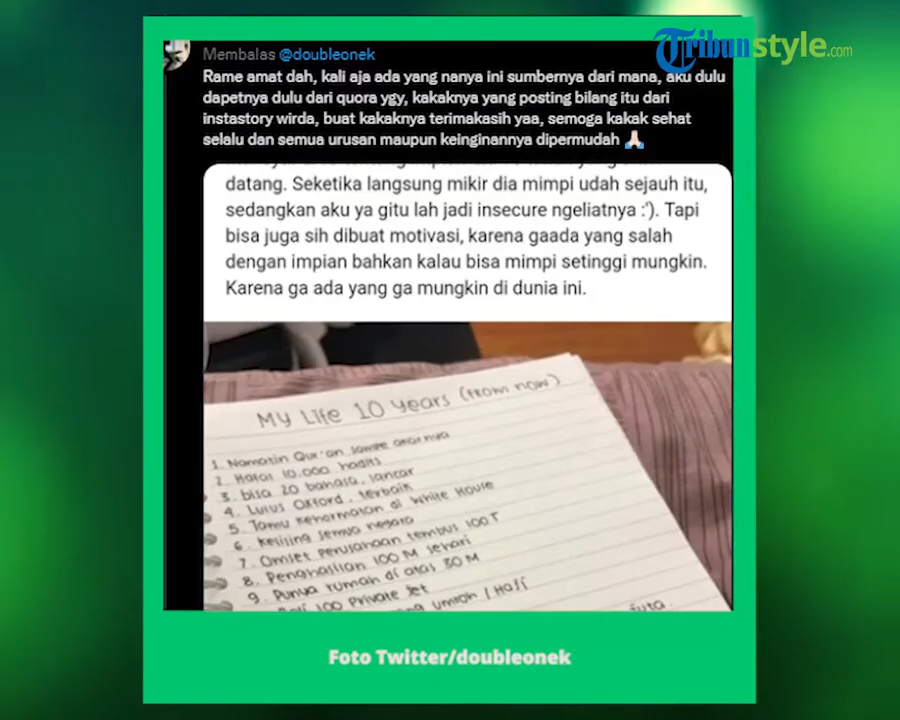 Tribunstyle.com
Membalas @doubleonek
Rame amat dah, kali aja ada yang nanya ini sumbernya dari mana, aku dulu
dapetnya dulu dari quora ygy, kakaknya yang posting bilang itu dari
instastory wirda, buat kakaknya terimakasih yaa, semoga kakak sehat
selalu dan semua urusan maupun keinginannya dipermudah 🙏🏻
datang. Seketika langsung mikir dia mimpi udah sejauh itu,
sedangkan aku ya gitu lah jadi insecure ngeliatnya :'). Tapi
bisa juga sih dibuat motivasi, karena gaada yang salah
dengan impian bahkan kalau bisa mimpi setinggi mungkin.
Karena ga ada yang ga mungkin di dunia ini.
My Life 10 Years (From now)
1. Namatin Qur'an sampe akarnya
2. Hafal 10.000 hadits
3. bisa 20 bahasa, lancar
4. Lulus Oxford, terbaik
5. Tamu kehormatan di White House
6. Keliling semua negara
7. Omset perusahaan tembus 100T
8. Penghasilan 100 M sehari
9. Punya rumah di atas 30 M
100 Private Jet
umroh / Haji
juta
Foto Twitter/doubleonek